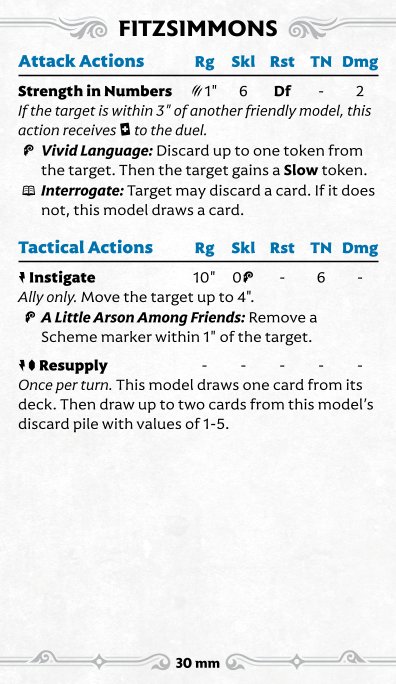 FITZSIMMONS
Attack Actions Rg Skl Rst TN Dmg
Strength in Numbers 1" 6 Df - 2
If the target is within 3" of another friendly model, this
action receives to the duel.
Vivid Language: Discard up to one token from
the target. Then the target gains a Slow token.
Interrogate: Target may discard a card. If it does
not, this model draws a card.
Tactical Actions Rg Skl Rst TN Dmg
Instigate 10" 0 - 6 -
Ally only. Move the target up to 4".
A Little Arson Among Friends: Remove a
Scheme marker within 1" of the target.
Resupply - - - - -
Once per turn. This model draws one card from its
deck. Then draw up to two cards from this model’s
discard pile with values of 1-5.
30 mm